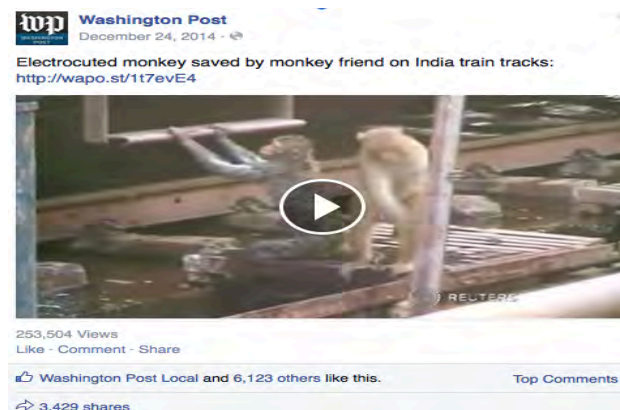 wp
WASHINGTON
POST
Washington Post
December 24, 2014 ·
Electrocuted monkey saved by monkey friend on India train tracks:
http://wapo.st/1t7evE4
REUTERS
253,504 Views
Like · Comment · Share
Washington Post Local and 6,123 others like this.
Top Comments
3,429 shares